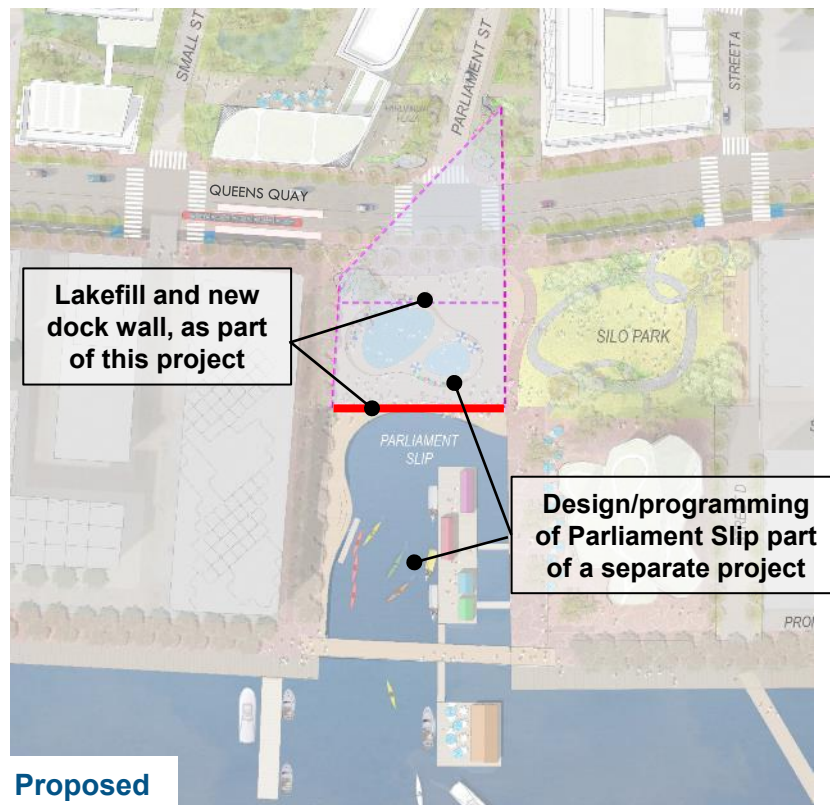 SMALL ST
PARLIAMENT ST
STREET A
QUEENS QUAY
Lakefill and new
dock wall, as part
of this project
SILO PARK
PARLIAMENT
SLIP
Design/programming
of Parliament Slip part
of a separate project
PRO
Proposed